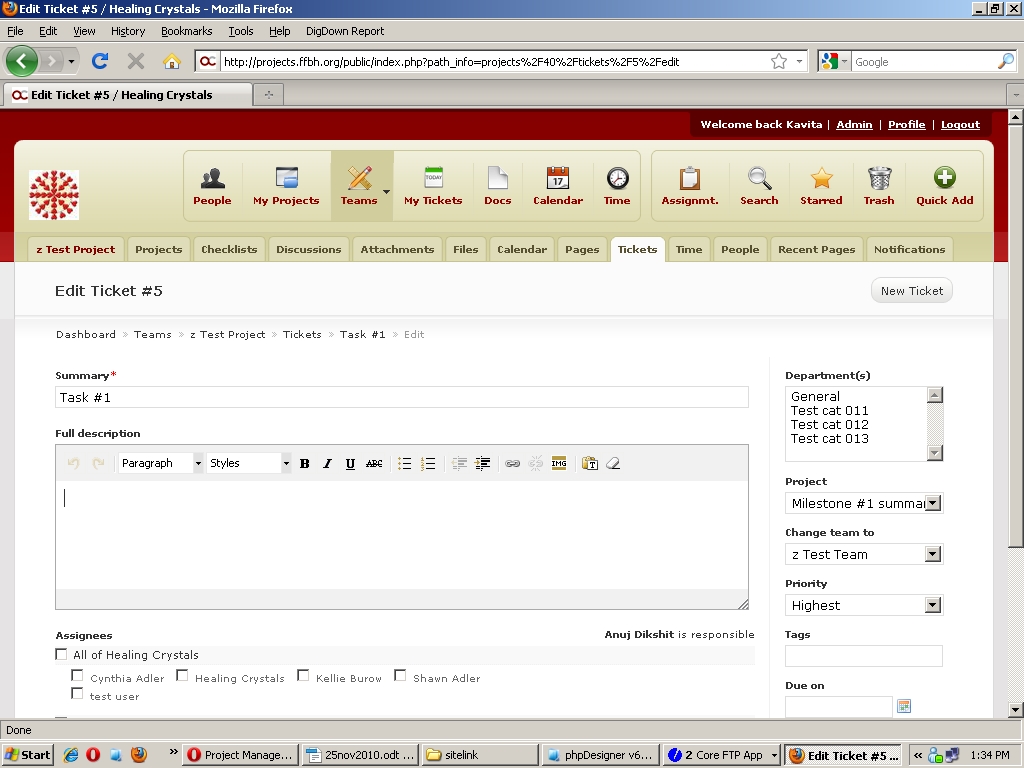 Edit Ticket #5 / Healing Crystals - Mozilla Firefox
File Edit View History Bookmarks Tools Help DigDown Report
http://projects.ffbh.org/public/index.php?path_info=projects%2F40%2Ftickets%2F5%2Fedit
Google
Edit Ticket #5 / Healing Crystals
Welcome back Kavita | Admin | Profile | Logout
People My Projects Teams My Tickets Docs Calendar Time Assignmt. Search Starred Trash Quick Add
TODAY
17
z Test Project Projects Checklists Discussions Attachments Files Calendar Pages Tickets Time People Recent Pages Notifications
Edit Ticket #5
New Ticket
Dashboard » Teams » z Test Project » Tickets » Task #1 » Edit
Summary*
Task #1
Full description
Paragraph Styles B I U ABC IMG T
Assignees
Anuj Dikshit is responsible
All of Healing Crystals
Cynthia Adler Healing Crystals Kellie Burow Shawn Adler
test user
Department(s)
General
Test cat 011
Test cat 012
Test cat 013
Project
Milestone #1 summa
Change team to
z Test Team
Priority
Highest
Tags
Due on
Done
Start » Project Manage... 25nov2010.odt ... sitelink phpDesigner v6... 2 Core FTP App Edit Ticket #5 ... « 1:34 PM